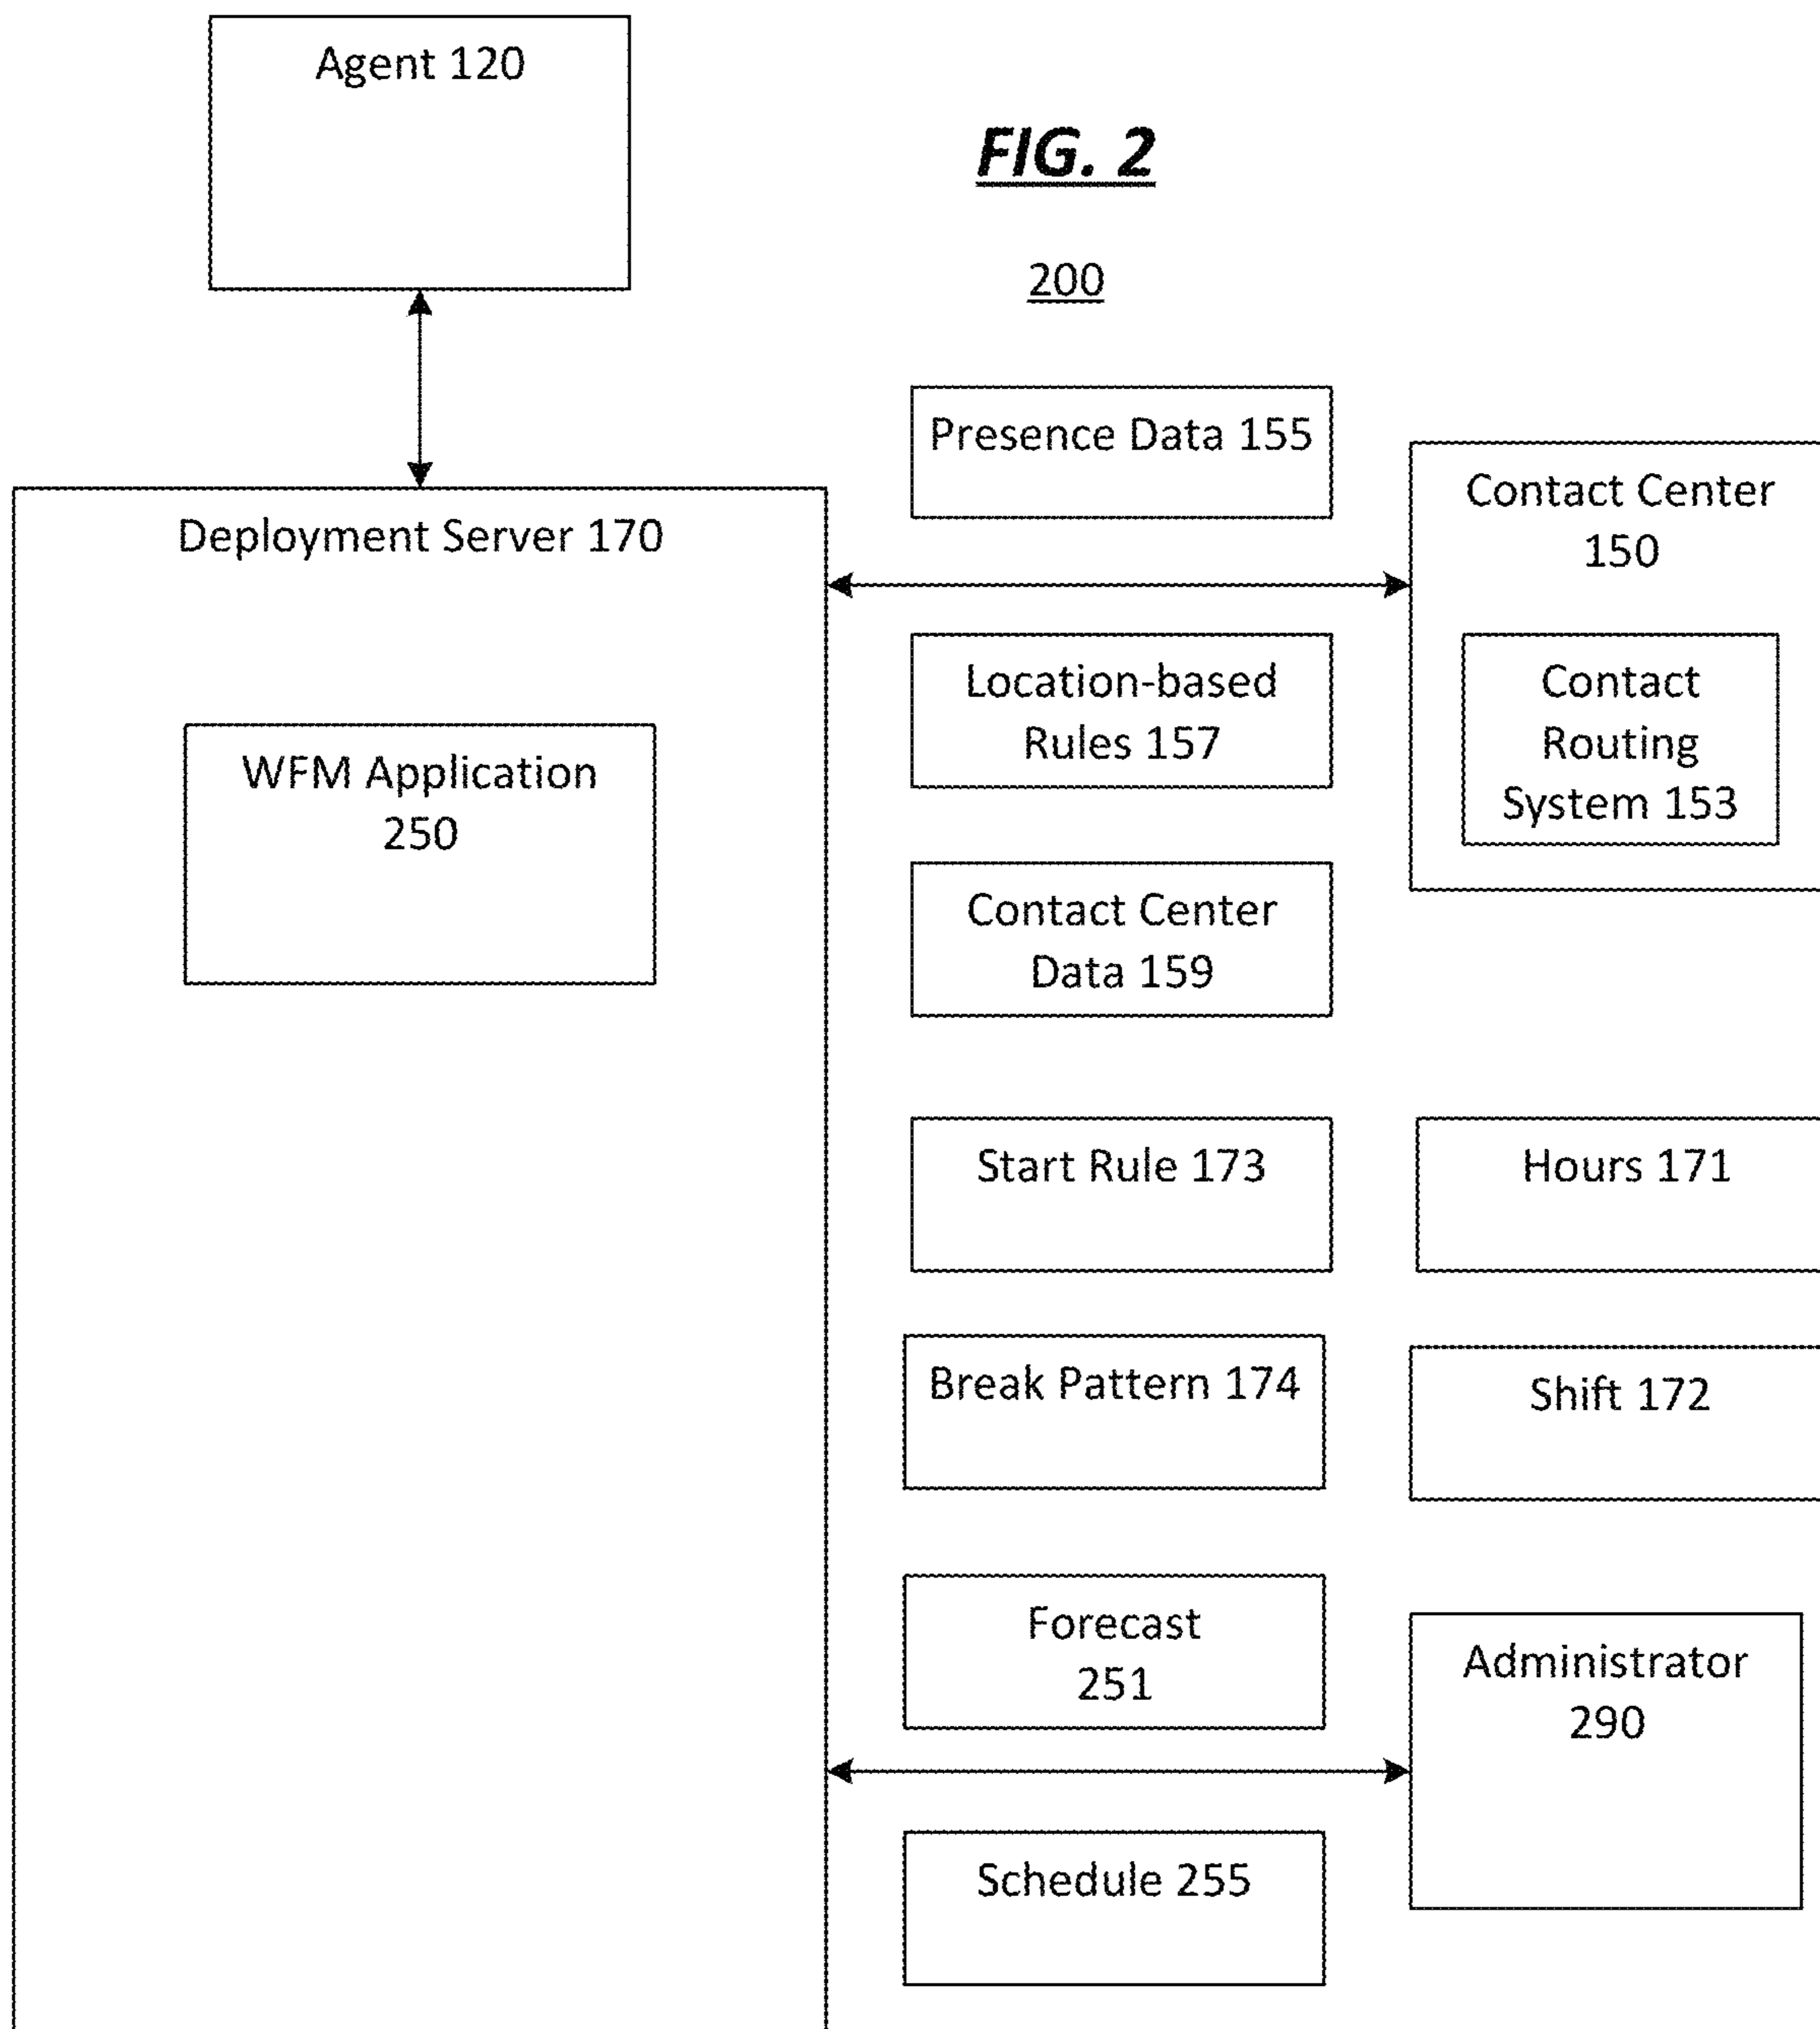 Agent 120
FIG. 2
200
Presence Data 155
Contact Center
150
Deployment Server 170
Location-based
Rules 157
Contact
Routing
System 153
WFM Application
250
Contact Center
Data 159
Start Rule 173
Hours 171
Break Pattern 174
Shift 172
Forecast
251
Administrator
290
Schedule 255